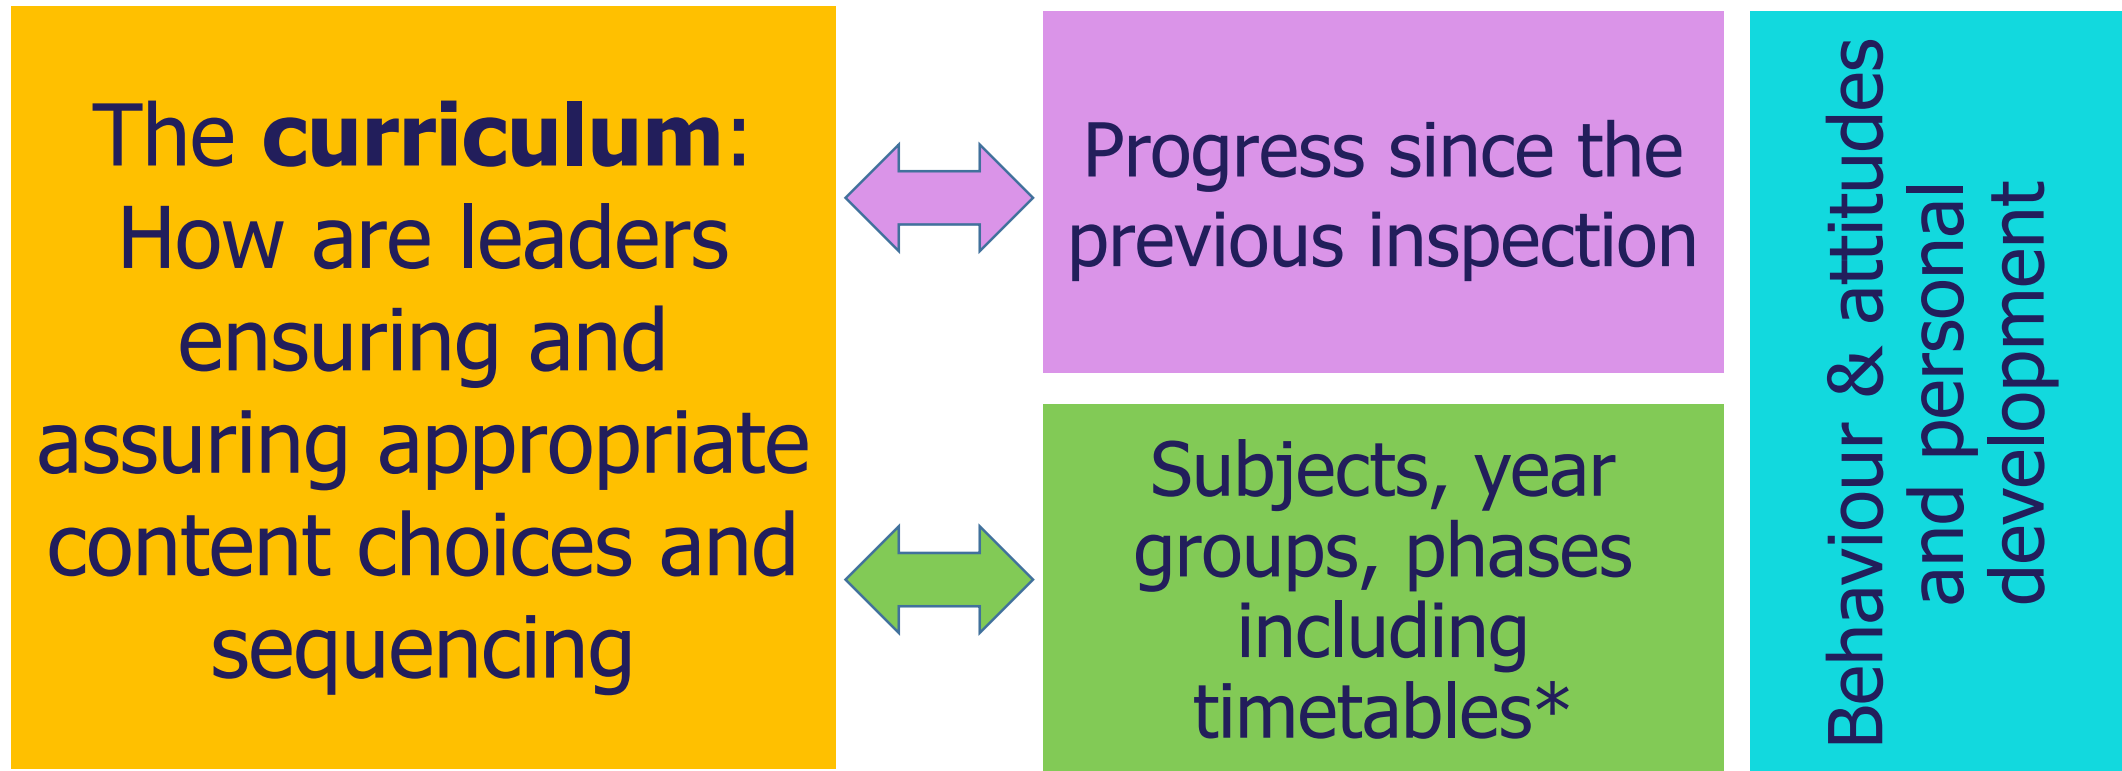 The curriculum:
How are leaders
ensuring and
assuring appropriate
content choices and
sequencing
Progress since the
previous inspection
Subjects, year
groups, phases
including
timetables*
Behaviour & attitudes
and personal
development